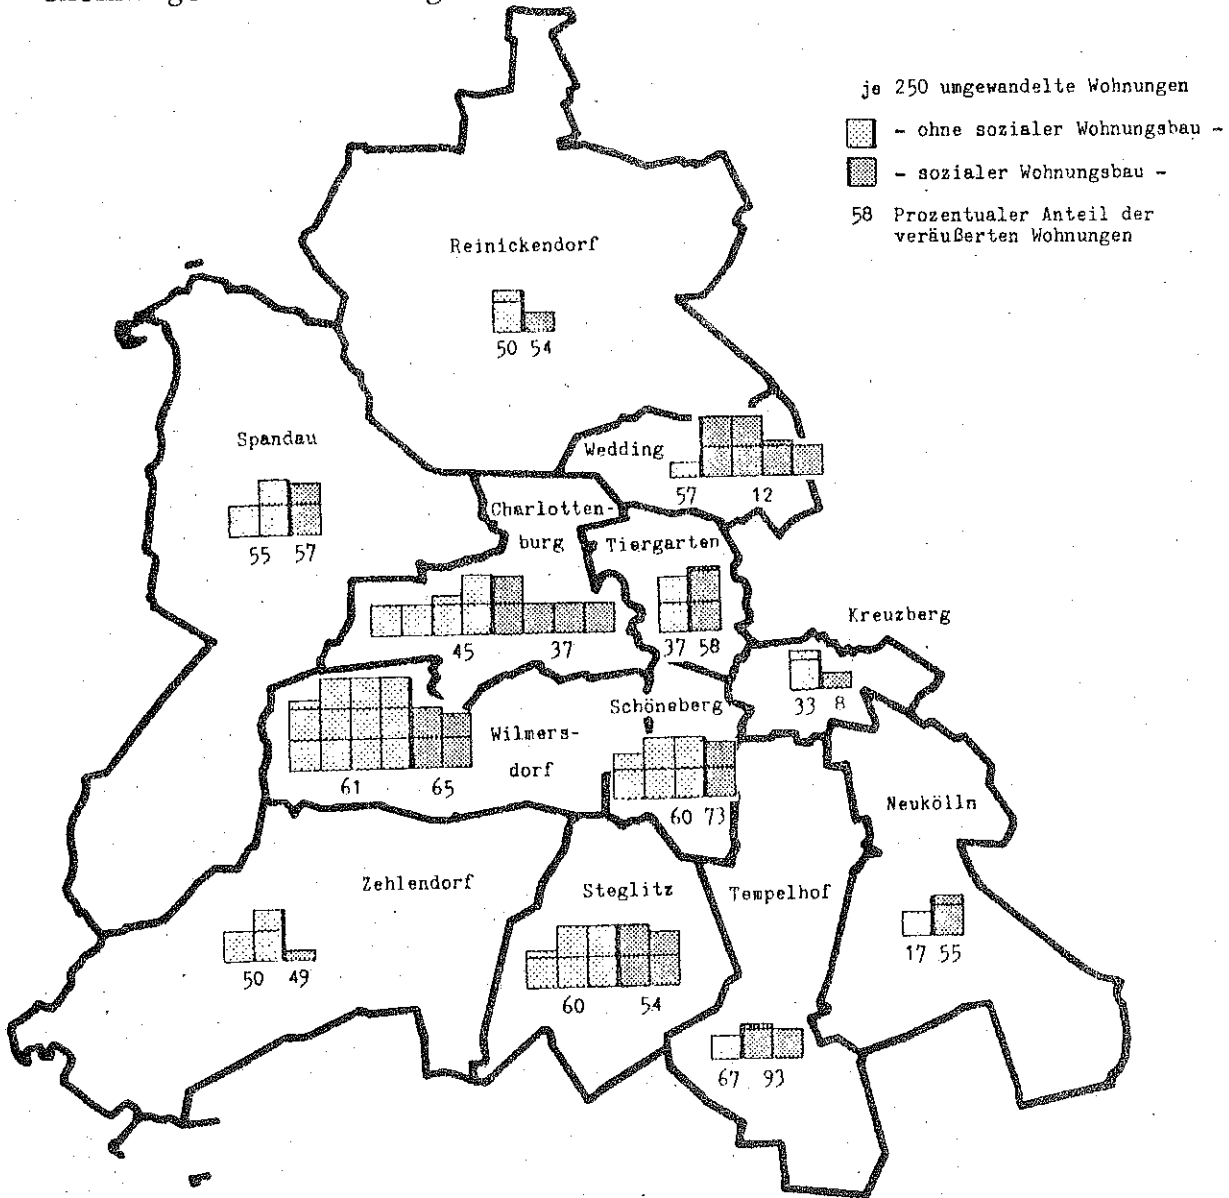 je 250 umgewandelte Wohnungen
- ohne sozialer Wohnungsbau -
- sozialer Wohnungsbau -
58 Prozentualer Anteil der
veräußerten Wohnungen
Reinickendorf
50 54
Spandau
55 57
Wedding
57 12
Charlotten-
burg
45 37
Tiergarten
37 58
Kreuzberg
33 8
Schöneberg
60 73
Wilmers-
dorf
61 65
Neukölln
17 55
Zehlendorf
50 49
Steglitz
60 54
Tempelhof
67 93